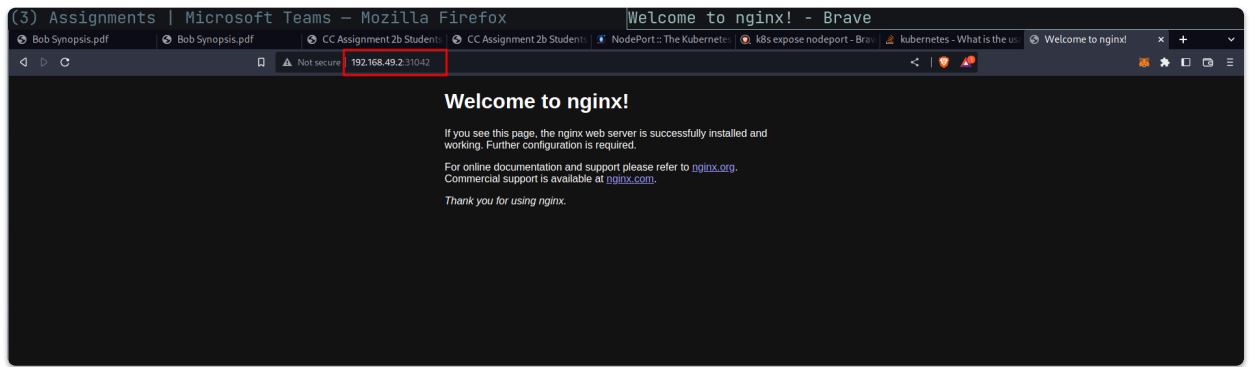 (3) Assignments | Microsoft Teams — Mozilla Firefox
Welcome to nginx! - Brave
Bob Synopsis.pdf
Bob Synopsis.pdf
CC Assignment 2b Students
CC Assignment 2b Students
NodePort :: The Kubernetes
k8s expose nodeport - Brav
kubernetes - What is the us
Welcome to nginx!
Not secure
192.168.49.2:31042
Welcome to nginx!
If you see this page, the nginx web server is successfully installed and
working. Further configuration is required.
For online documentation and support please refer to nginx.org.
Commercial support is available at nginx.com.
Thank you for using nginx.